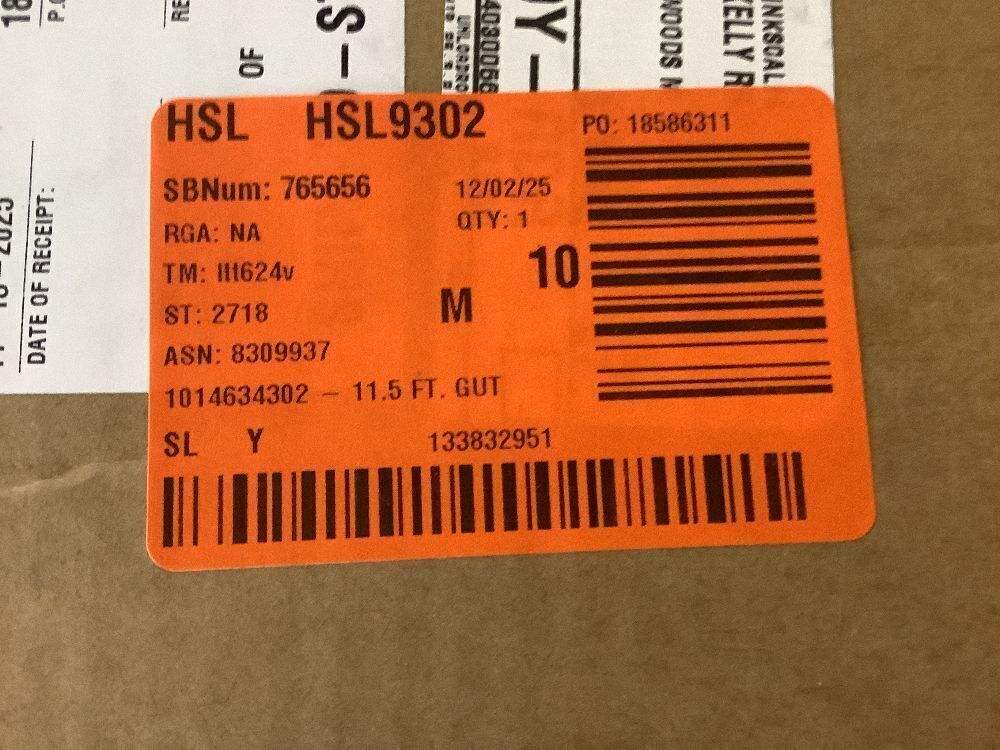 HSL HSL9302
PO: 18586311
SBNum: 765656
12/02/25
RGA: NA
QTY: 1
TM: llt624v
10
ST: 2718
M
ASN: 8309937
1014634302 – 11.5 FT. GUT
SL Y
133832951
DATE OF RECEIPT:
OF